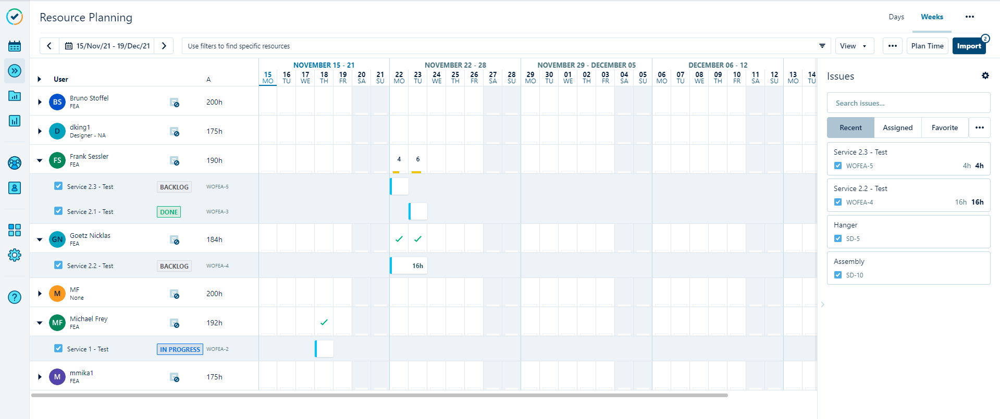 Resource Planning
Days
Weeks
15/Nov/21 - 19/Dec/21
Use filters to find specific resources
View
Plan Time
Import
2
User
A
NOVEMBER 15 - 21
NOVEMBER 22 - 28
NOVEMBER 29 - DECEMBER 05
DECEMBER 06 - 12
15 16 17 18 19 20 21 22 23 24 25 26 27 28 29 30 01 02 03 04 05 06 07 08 09 10 11 12 13 14
MO TU WE TH FR SA SU MO TU WE TH FR SA SU MO TU WE TH FR SA SU MO TU WE TH FR SA SU MO TU
BS
Bruno Stoffel
FEA
200h
D
dking1
Designer - NA
175h
FS
Frank Sessler
FEA
190h
4
6
Service 2.3 - Test
BACKLOG
WOFEA-5
Service 2.1 - Test
DONE
WOFEA-3
GN
Goetz Nicklas
FEA
184h
Service 2.2 - Test
BACKLOG
WOFEA-4
16h
M
MF
None
200h
MF
Michael Frey
FEA
192h
Service 1 - Test
IN PROGRESS
WOFEA-2
M
mmika1
FEA
175h
Issues
Search issues...
Recent
Assigned
Favorite
Service 2.3 - Test
WOFEA-5
4h 4h
Service 2.2 - Test
WOFEA-4
16h 16h
Hanger
SD-5
Assembly
SD-10